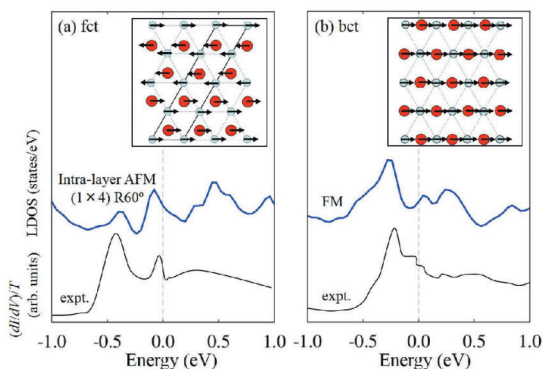 (a) fct
(b) bct
LDOS (states/eV)
Intra-layer AFM
(1×4) R60º
FM
(dI/dV)/T
(arb. units)
expt.
expt.
-1.0 -0.5 0.0 0.5 1.0
-1.0 -0.5 0.0 0.5 1.0
Energy (eV)
Energy (eV)